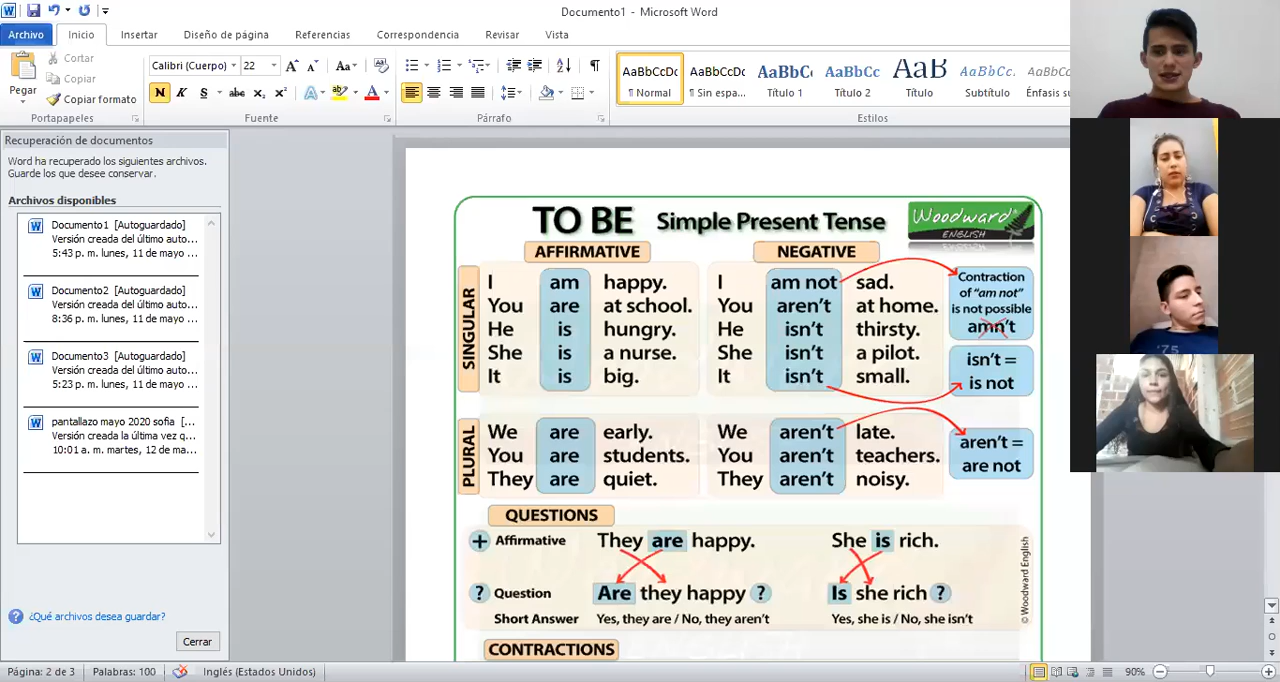 Documento1 - Microsoft Word
Archivo Inicio Insertar Diseño de página Referencias Correspondencia Revisar Vista
Pegar
Cortar
Copiar
Copiar formato
Portapapeles
Calibri (Cuerpo) 22
Fuente
Párrafo
AaBbCcDc AaBbCcDc AaBbC( AaBbCc AaB AaBbCc. AaBbCcD
¶ Normal ¶ Sin espa... Título 1 Título 2 Título Subtítulo Énfasis su
Estilos
Recuperación de documentos
Word ha recuperado los siguientes archivos.
Guarde los que desee conservar.
Archivos disponibles
Documento1 [Autoguardado]
Versión creada del último auto...
5:43 p. m. lunes, 11 de mayo ...
Documento2 [Autoguardado]
Versión creada del último auto...
8:36 p. m. lunes, 11 de mayo ...
Documento3 [Autoguardado]
Versión creada del último auto...
5:23 p. m. lunes, 11 de mayo ...
pantallazo mayo 2020 sofia [...
Versión creada la última vez q...
10:01 a. m. martes, 12 de ma...
¿Qué archivos desea guardar?
Cerrar
TO BE Simple Present Tense
Woodward
ENGLISH
AFFIRMATIVE NEGATIVE
SINGULAR
I am happy. I am not sad.
You are at school. You aren't at home.
He is hungry. He isn't thirsty.
She is a nurse. She isn't a pilot.
It is big. It isn't small.
Contraction
of "am not"
is not possible
amn't
isn't =
is not
PLURAL
We are early. We aren't late.
You are students. You aren't teachers.
They are quiet. They aren't noisy.
aren't =
are not
QUESTIONS
+ Affirmative They are happy. She is rich.
? Question Are they happy ? Is she rich ?
Short Answer Yes, they are / No, they aren't Yes, she is / No, she isn't
© Woodward English
CONTRACTIONS
75
Página: 2 de 3 Palabras: 100 Inglés (Estados Unidos) 90%